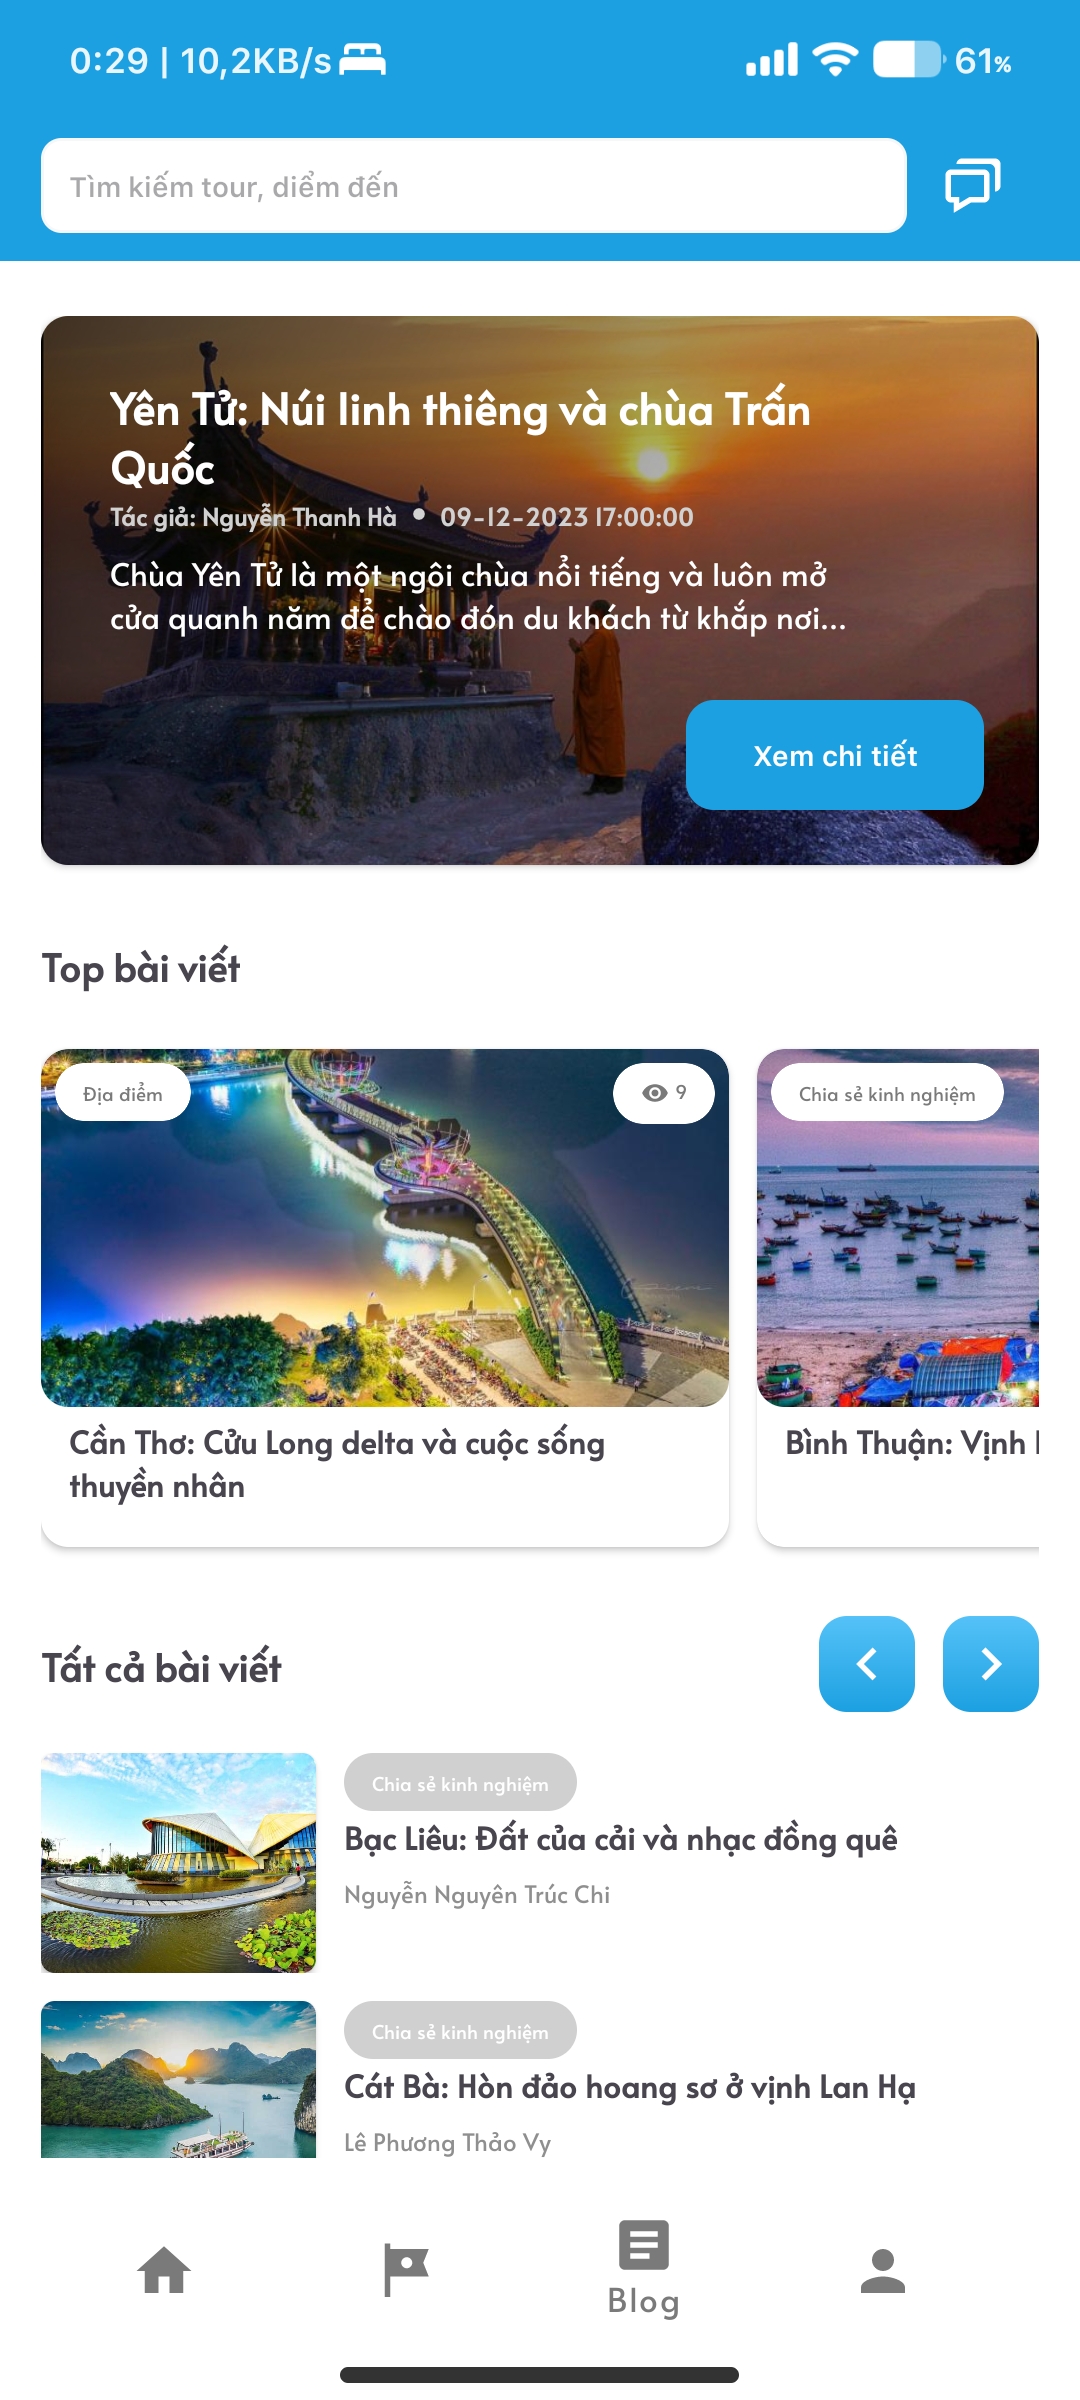 0:29 | 10,2KB/s
61%
Tìm kiếm tour, điểm đến
Yên Tử: Núi linh thiêng và chùa Trấn
Quốc
Tác giả: Nguyễn Thanh Hà • 09-12-2023 17:00:00
Chùa Yên Tử là một ngôi chùa nổi tiếng và luôn mở
cửa quanh năm để chào đón du khách từ khắp nơi...
Xem chi tiết
Top bài viết
Địa điểm
9
Chia sẻ kinh nghiệm
Cần Thơ: Cửu Long delta và cuộc sống
thuyền nhân
Bình Thuận: Vịnh
Tất cả bài viết
Chia sẻ kinh nghiệm
Bạc Liêu: Đất của cải và nhạc đồng quê
Nguyễn Nguyên Trúc Chi
Chia sẻ kinh nghiệm
Cát Bà: Hòn đảo hoang sơ ở vịnh Lan Hạ
Lê Phương Thảo Vy
Blog